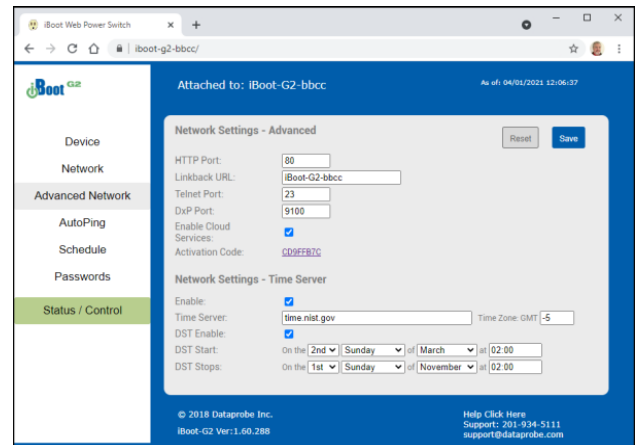 iBoot Web Power Switch
iboot-g2-bbcc/
iBoot G2
Attached to: iBoot-G2-bbcc
As of: 04/01/2021 12:06:37
Device
Network
Advanced Network
AutoPing
Schedule
Passwords
Status / Control
Network Settings - Advanced
Reset Save
HTTP Port: 80
Linkback URL: iBoot-G2-bbcc
Telnet Port: 23
DxP Port: 9100
Enable Cloud
Services:
Activation Code: CD9FFB7C
Network Settings - Time Server
Enable:
Time Server: time.nist.gov Time Zone: GMT -5
DST Enable:
DST Start: On the 2nd Sunday of March at 02:00
DST Stops: On the 1st Sunday of November at 02:00
© 2018 Dataprobe Inc.
iBoot-G2 Ver:1.60.288
Help Click Here
Support: 201-934-5111
support@dataprobe.com